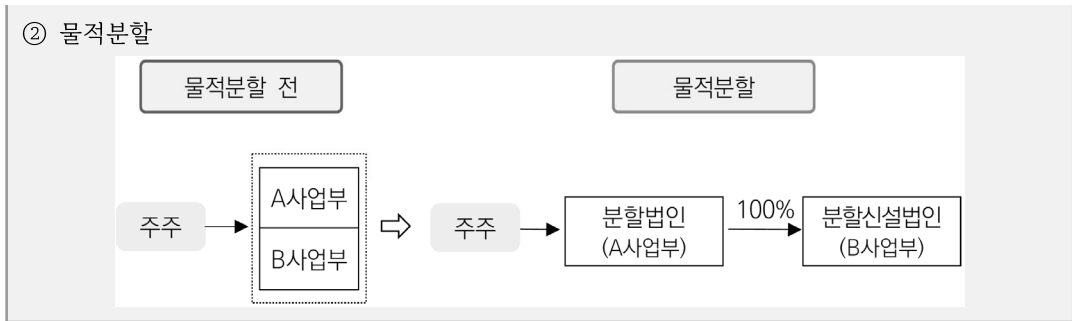 ② 물적분할
물적분할 전
물적분할
주주
A사업부
B사업부
주주
분할법인
(A사업부)
100%
분할신설법인
(B사업부)